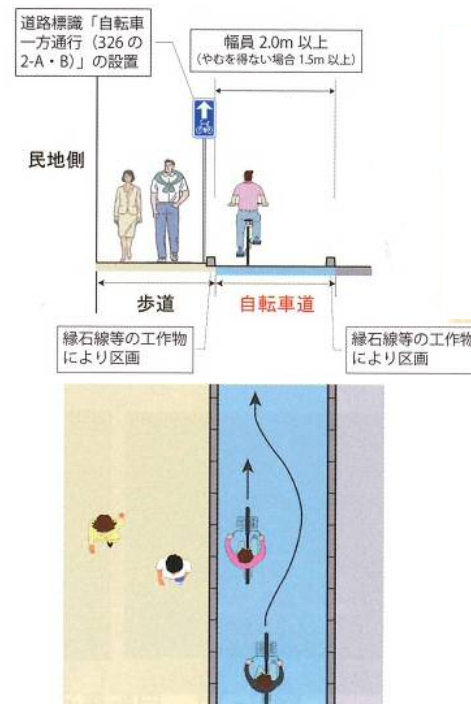 道路標識「自転車
一方通行（326 の
2-A・B）」の設置
幅員 2.0m 以上
（やむを得ない場合 1.5m 以上）
民地側
歩道
自転車道
縁石線等の工作物
により区画
縁石線等の工作物
により区画